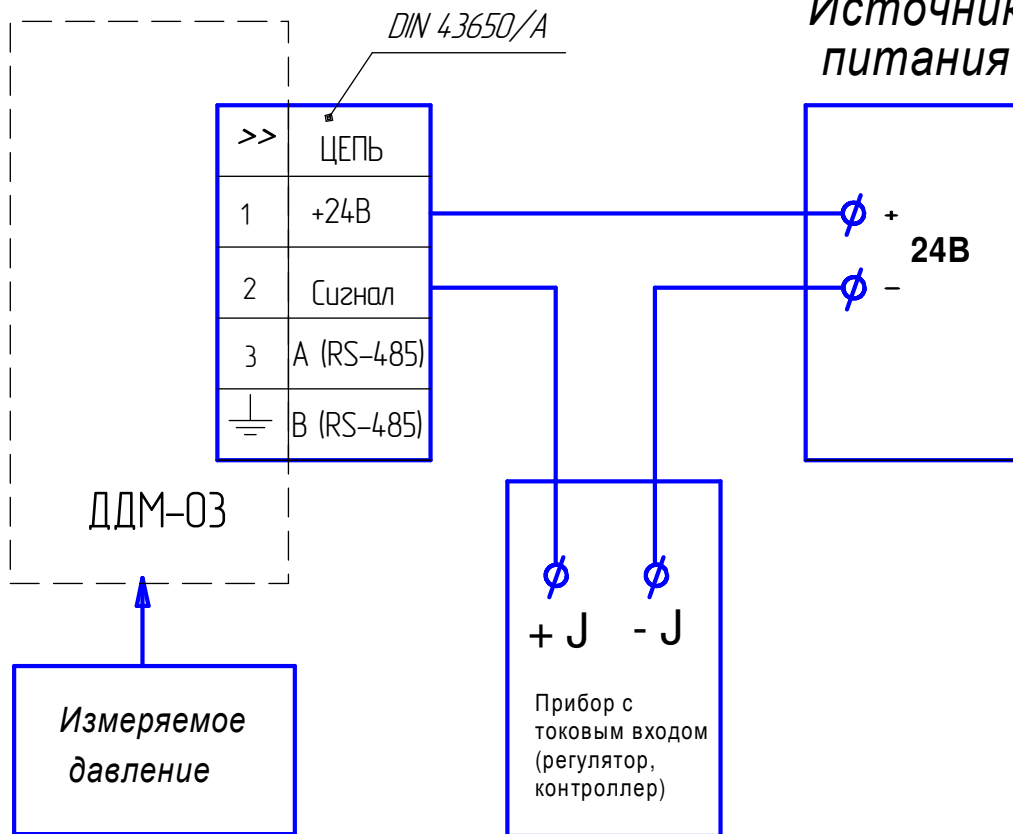 DIN 43650/A
Источник
питания
>> ЦЕПЬ
1 +24В
2 Сигнал
3 A (RS-485)
B (RS-485)
+
24В
−
ДДМ-03
+ J - J
Прибор с
токовым входом
(регулятор,
контроллер)
Измеряемое
давление